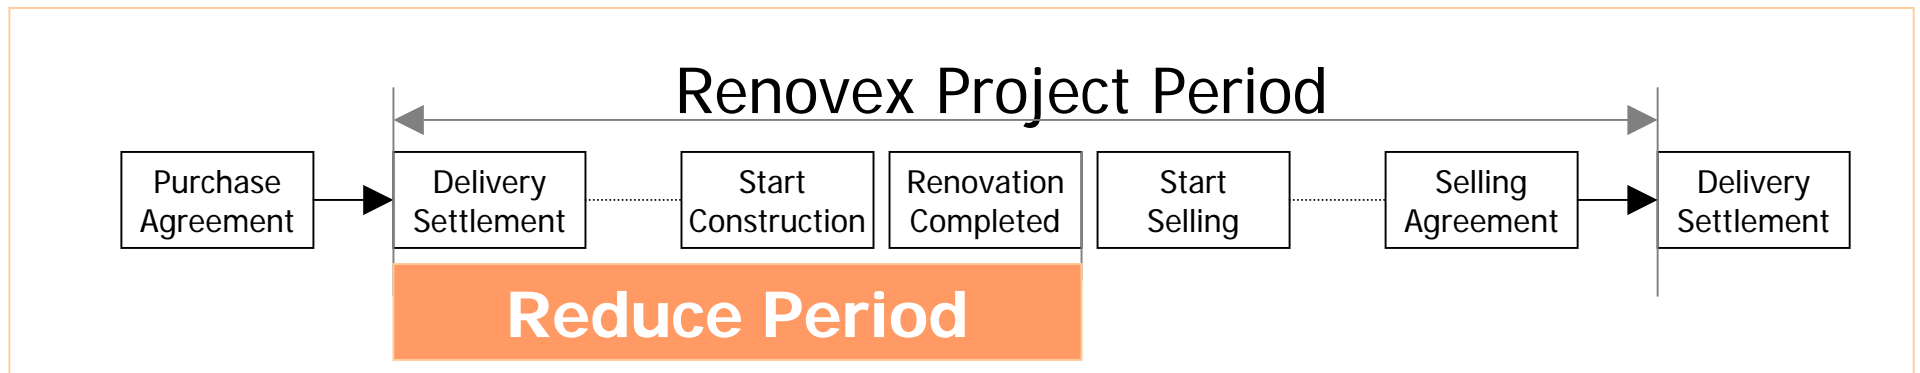 Renovex Project Period
Purchase
Agreement
Delivery
Settlement
Start
Construction
Renovation
Completed
Start
Selling
Selling
Agreement
Delivery
Settlement
Reduce Period